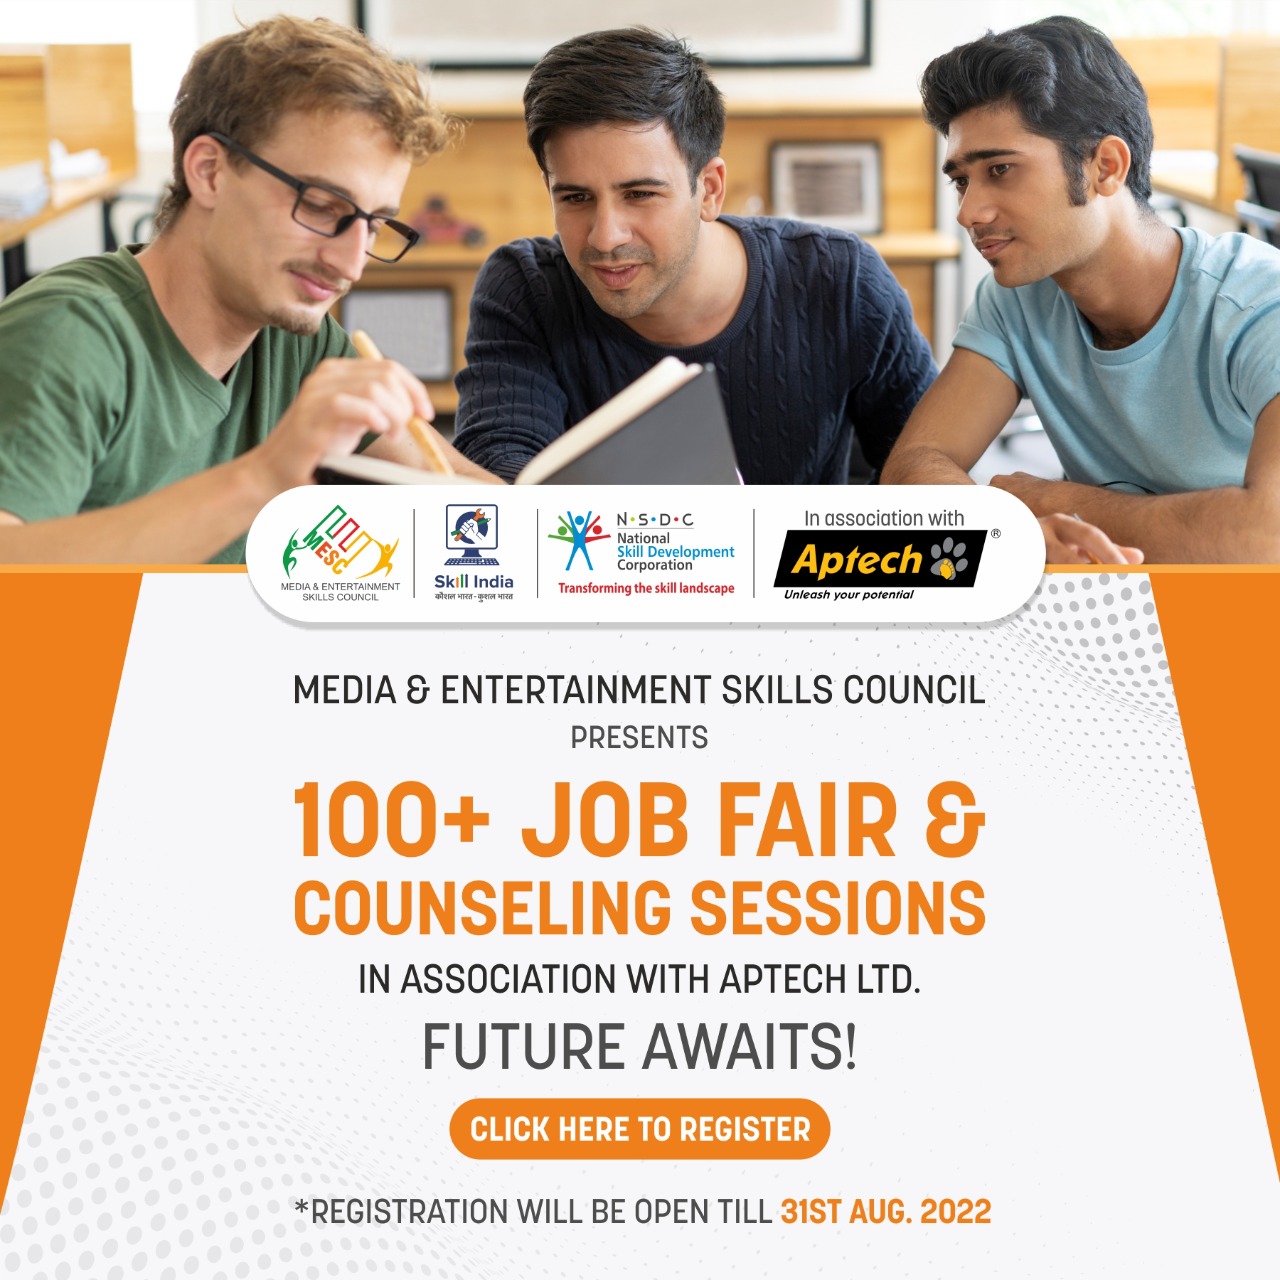 MESC
MEDIA & ENTERTAINMENT
SKILLS COUNCIL
Skill India
कौशल भारत - कुशल भारत
N·S·D·C
National
Skill Development
Corporation
Transforming the skill landscape
In association with
Aptech ®
Unleash your potential
MEDIA & ENTERTAINMENT SKILLS COUNCIL
PRESENTS
100+ JOB FAIR &
COUNSELING SESSIONS
IN ASSOCIATION WITH APTECH LTD.
FUTURE AWAITS!
CLICK HERE TO REGISTER
*REGISTRATION WILL BE OPEN TILL 31ST AUG. 2022